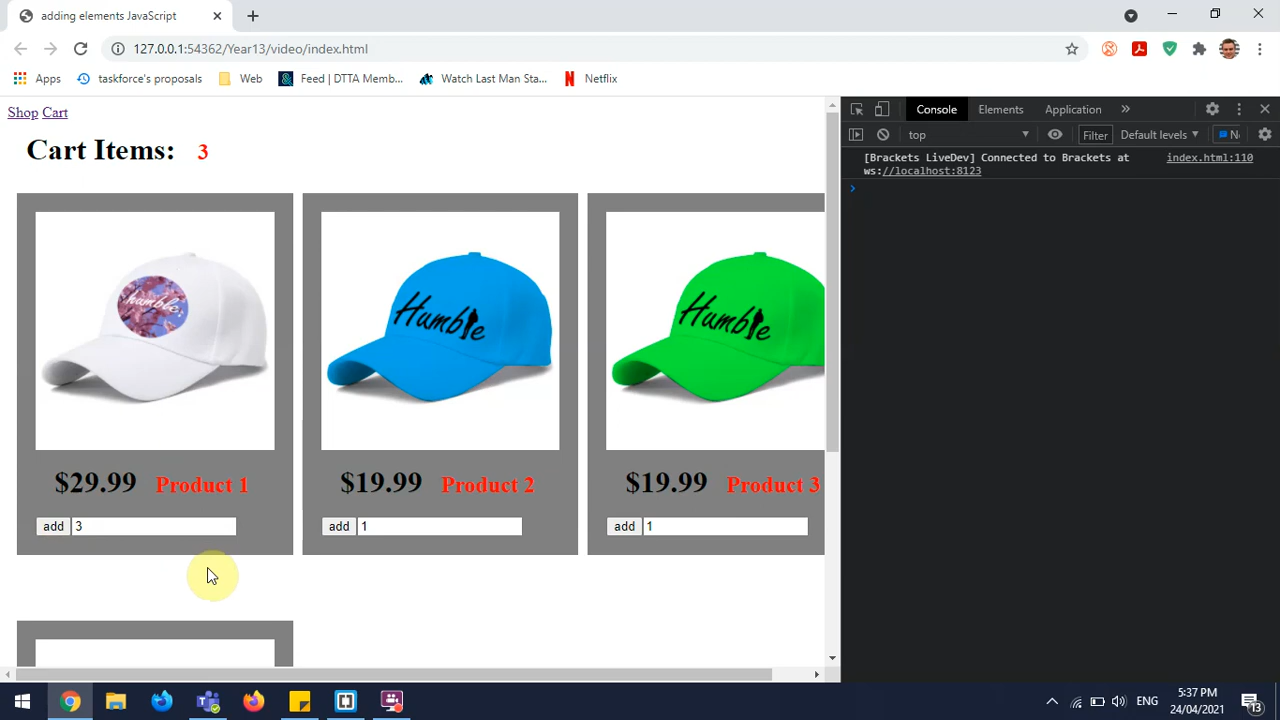 adding elements JavaScript
127.0.0.1:54362/Year13/video/index.html
Apps taskforce's proposals Web Feed | DTTA Memb... Watch Last Man Sta... Netflix
Shop Cart
Cart Items: 3
humble.
Humble
Humble
$29.99 Product 1
$19.99 Product 2
$19.99 Product 3
add 3
add 1
add 1
Console Elements Application »
top Filter Default levels N
[Brackets LiveDev] Connected to Brackets at index.html:110
ws://localhost:8123
ENG
5:37 PM
24/04/2021
13